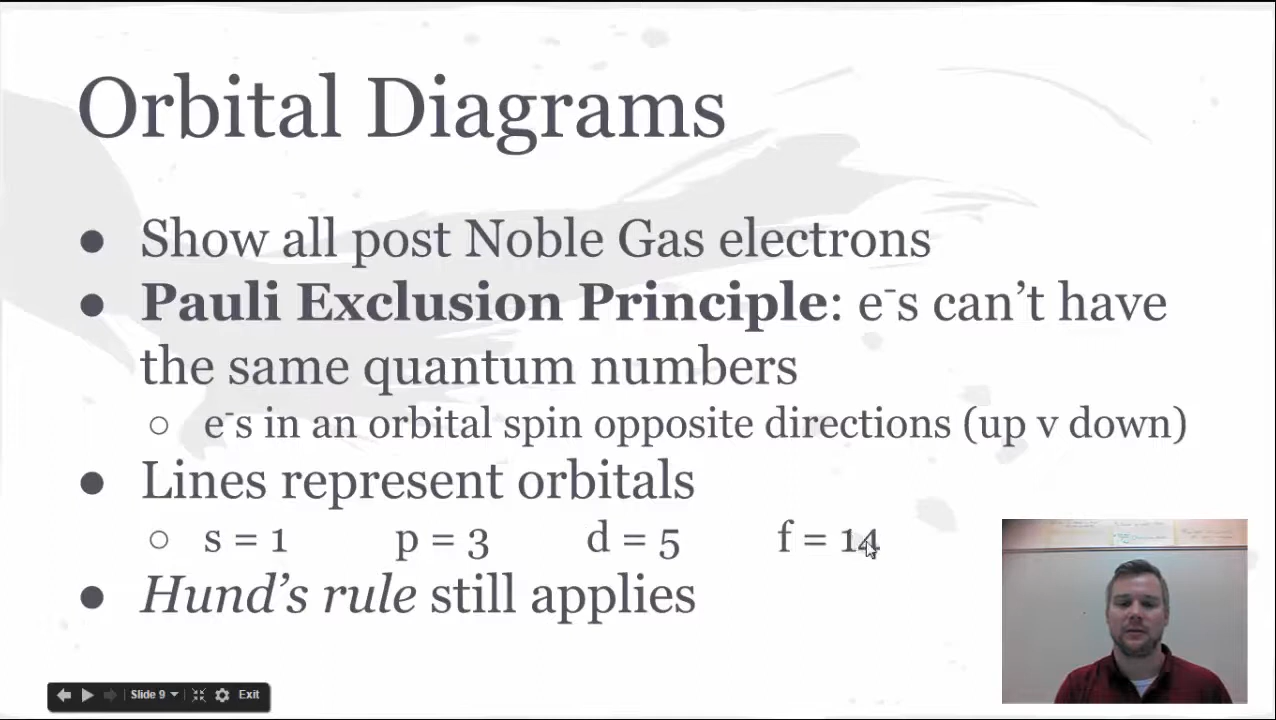 Orbital Diagrams
● Show all post Noble Gas electrons
● Pauli Exclusion Principle: e⁻s can’t have
the same quantum numbers
○ e⁻s in an orbital spin opposite directions (up v down)
● Lines represent orbitals
○ s = 1 p = 3 d = 5 f = 14
● Hund’s rule still applies
Slide 9 Exit